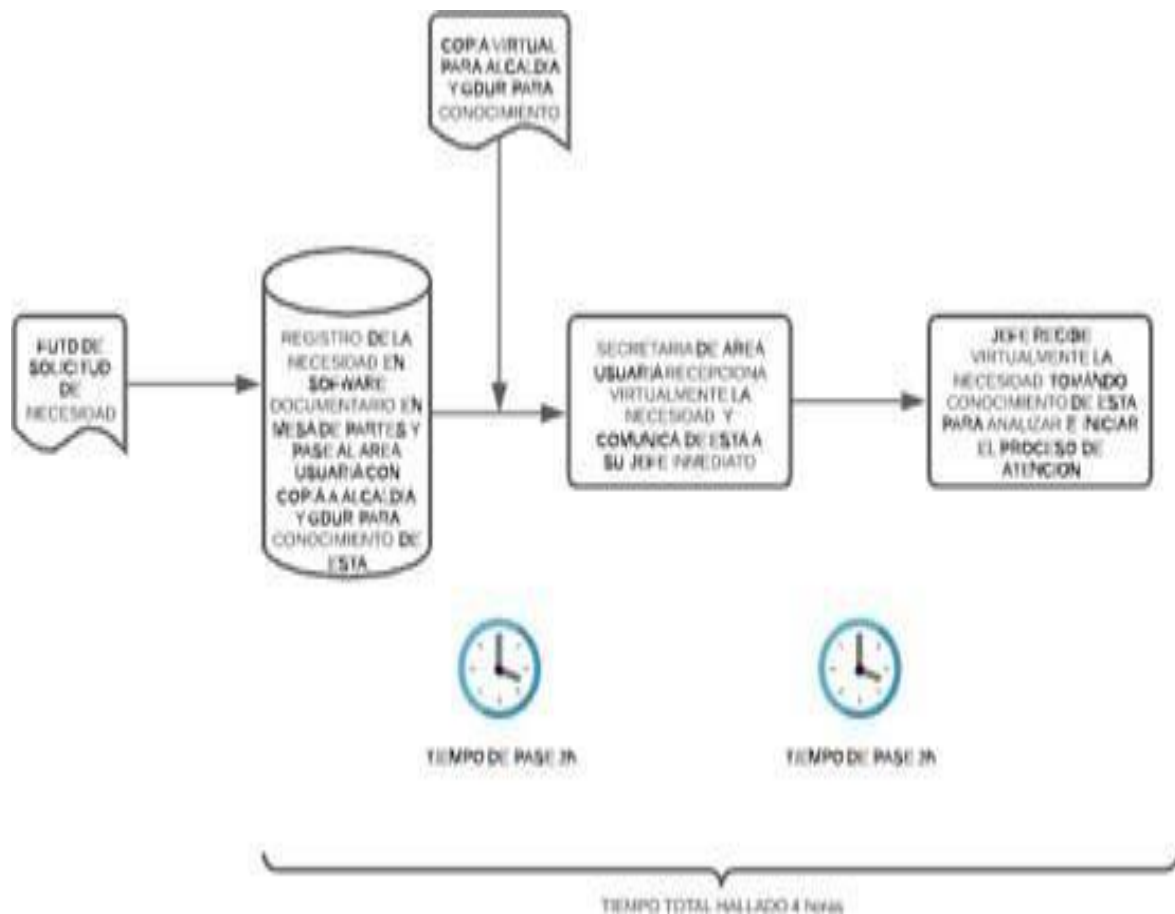 COPIA VIRTUAL
PARA ALCALDIA
Y GDUR PARA
CONOCIMIENTO
FUTD DE
SOLICITUD
DE
NECESIDAD
REGISTRO DE LA
NECESIDAD EN
SOFWARE
DOCUMENTARIO EN
MESA DE PARTES Y
PASE AL AREA
USUARIA CON
COPIA A ALCALDIA
Y GDUR PARA
CONOCIMIENTO DE
ESTA
SECRETARIA DE AREA
USUARIA RECEPCIONA
VIRTUALMENTE LA
NECESIDAD Y
COMUNICA DE ESTA A
SU JEFE INMEDIATO
JEFE RECIBE
VIRTUALMENTE LA
NECESIDAD TOMANDO
CONOCIMIENTO DE ESTA
PARA ANALIZAR E INICIAR
EL PROCESO DE
ATENCION
TIEMPO DE PASE 2h
TIEMPO DE PASE 2h
TIEMPO TOTAL HALLADO 4 horas